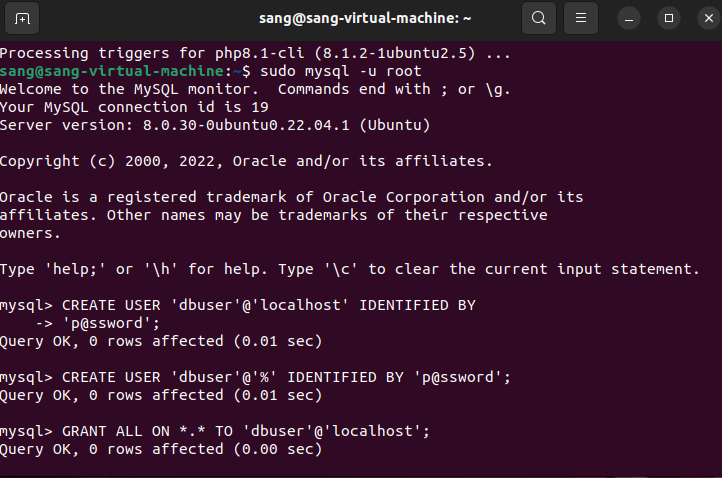 sang@sang-virtual-machine: ~
Processing triggers for php8.1-cli (8.1.2-1ubuntu2.5) ...
sang@sang-virtual-machine:~$ sudo mysql -u root
Welcome to the MySQL monitor.  Commands end with ; or \g.
Your MySQL connection id is 19
Server version: 8.0.30-0ubuntu0.22.04.1 (Ubuntu)
Copyright (c) 2000, 2022, Oracle and/or its affiliates.
Oracle is a registered trademark of Oracle Corporation and/or its
affiliates. Other names may be trademarks of their respective
owners.
Type 'help;' or '\h' for help. Type '\c' to clear the current input statement.
mysql> CREATE USER 'dbuser'@'localhost' IDENTIFIED BY
    -> 'p@ssword';
Query OK, 0 rows affected (0.01 sec)
mysql> CREATE USER 'dbuser'@'%' IDENTIFIED BY 'p@ssword';
Query OK, 0 rows affected (0.01 sec)
mysql> GRANT ALL ON *.* TO 'dbuser'@'localhost';
Query OK, 0 rows affected (0.00 sec)